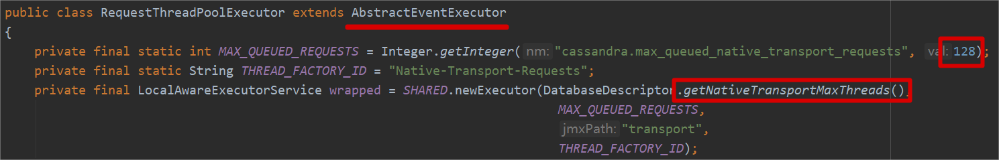 public class RequestThreadPoolExecutor extends AbstractEventExecutor
{
private final static int MAX_QUEUED_REQUESTS = Integer.getInteger( nm: "cassandra.max_queued_native_transport_requests", val: 128);
private final static String THREAD_FACTORY_ID = "Native-Transport-Requests";
private final LocalAwareExecutorService wrapped = SHARED.newExecutor(DatabaseDescriptor.getNativeTransportMaxThreads(),
MAX_QUEUED_REQUESTS,
jmxPath: "transport",
THREAD_FACTORY_ID);